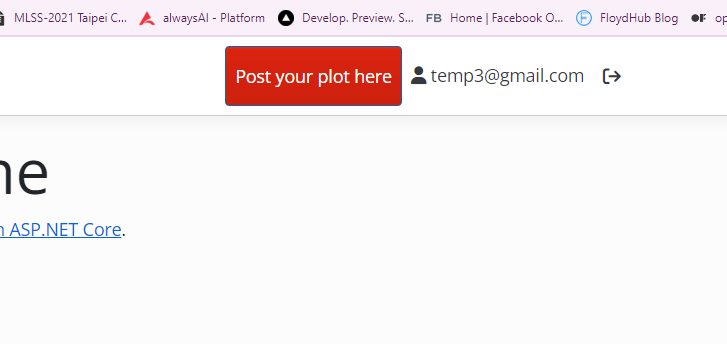 MLSS-2021 Taipei C... alwaysAI - Platform Develop. Preview. S... FB Home | Facebook O... FloydHub Blog op
Post your plot here temp3@gmail.com
ne
ASP.NET Core.